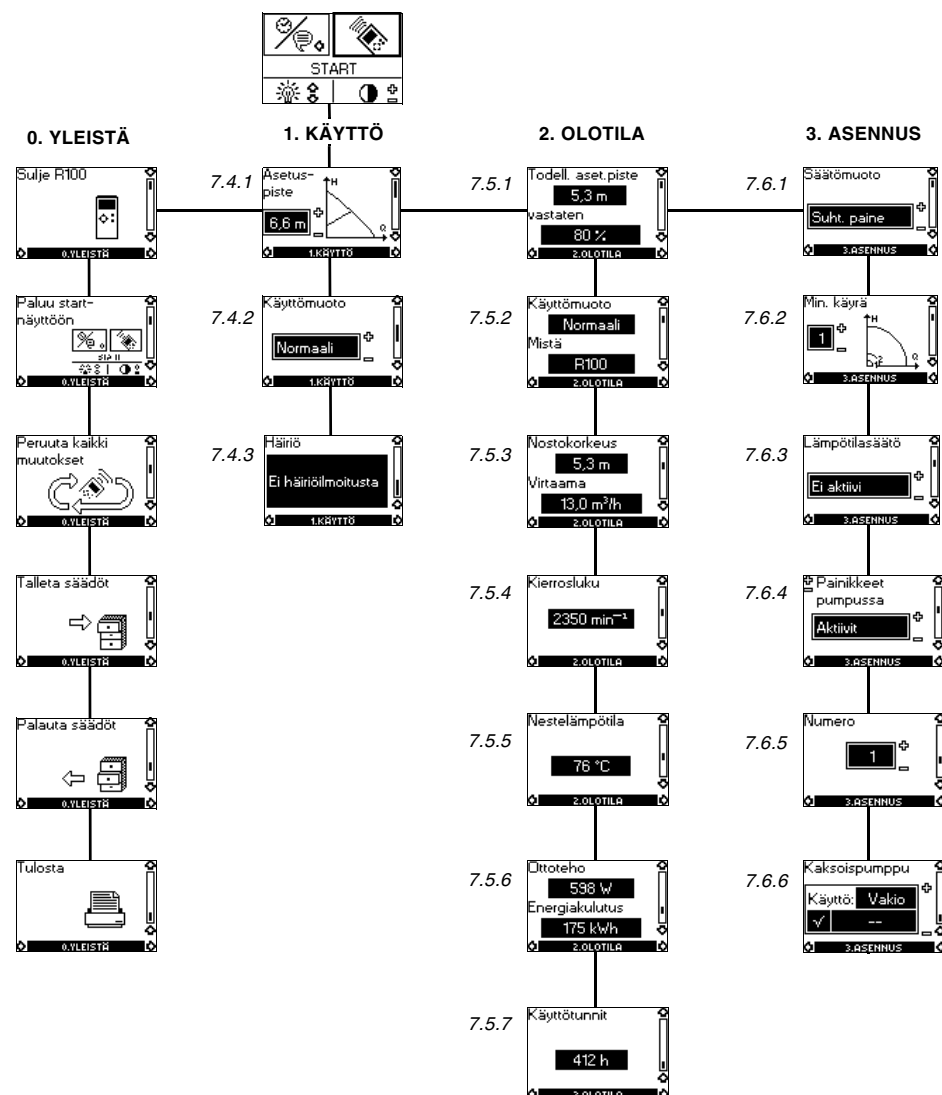 START
0. YLEISTÄ
1. KÄYTTÖ
2. OLOTILA
3. ASENNUS
Sulje R100
0.YLEISTÄ
Paluu start-
näyttöön
START
0.YLEISTÄ
Peruuta kaikki
muutokset
0.YLEISTÄ
Talleta säädöt
0.YLEISTÄ
Palauta säädöt
0.YLEISTÄ
Tulosta
0.YLEISTÄ
7.4.1
Asetus-
piste
H
6,6 m
Q
1.KÄYTTÖ
7.4.2
Käyttömuoto
Normaali
1.KÄYTTÖ
7.4.3
Häiriö
Ei häiriöilmoitusta
1.KÄYTTÖ
7.5.1
Todell. aset.piste
5,3 m
vastaten
80 %
2.OLOTILA
7.5.2
Käyttömuoto
Normaali
Mistä
R100
2.OLOTILA
7.5.3
Nostokorkeus
5,3 m
Virtaama
13,0 m³/h
2.OLOTILA
7.5.4
Kierrosluku
2350 min⁻¹
2.OLOTILA
7.5.5
Nestelämpötila
76 °C
2.OLOTILA
7.5.6
Ottoteho
598 W
Energiakulutus
175 kWh
2.OLOTILA
7.5.7
Käyttötunnit
412 h
2.OLOTILA
7.6.1
Säätömuoto
Suht. paine
3.ASENNUS
7.6.2
Min. käyrä
H
1
Q
3.ASENNUS
7.6.3
Lämpötilasäätö
Ei aktiivi
3.ASENNUS
7.6.4
Painikkeet
pumpussa
Aktiivit
3.ASENNUS
7.6.5
Numero
1
3.ASENNUS
7.6.6
Kaksoispumppu
Käyttö: Vakio
√ --
3.ASENNUS